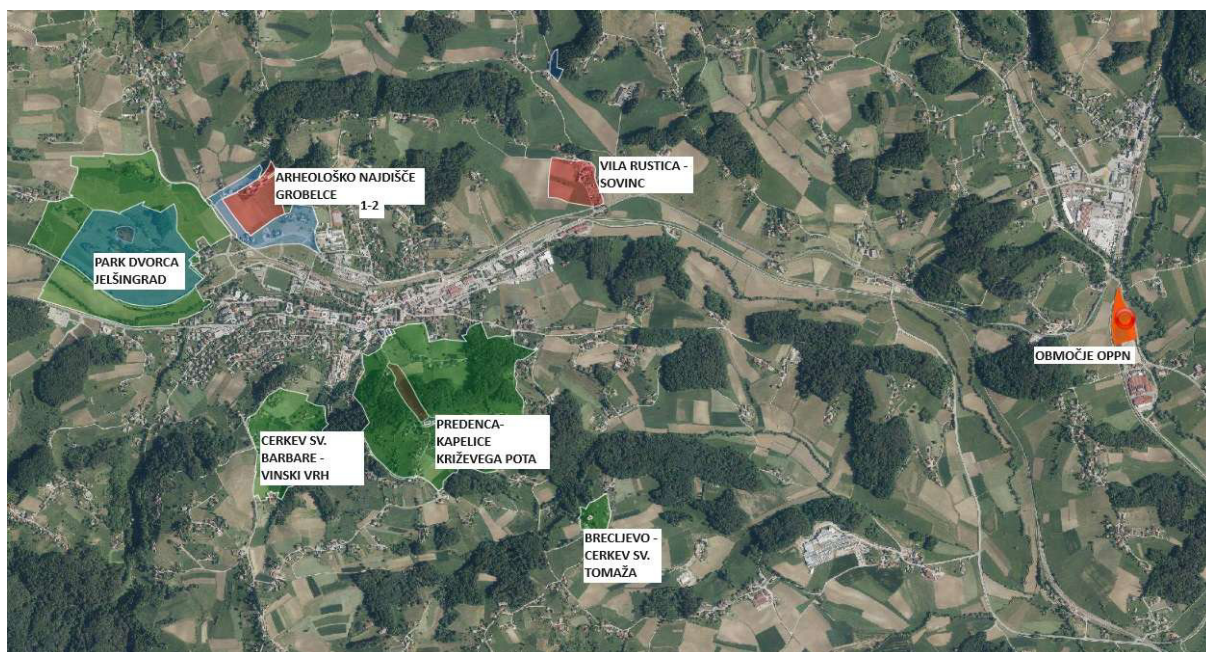 ARHEOLOŠKO NAJDIŠČE
GROBELCE
1-2
VILA RUSTICA -
SOVINC
PARK DVORCA
JELŠINGRAD
OBMOČJE OPPN
PREDENCA-
KAPELICE
KRIŽEVEGA POTA
CERKEV SV.
BARBARE -
VINSKI VRH
BRECLJEVO -
CERKEV SV.
TOMAŽA